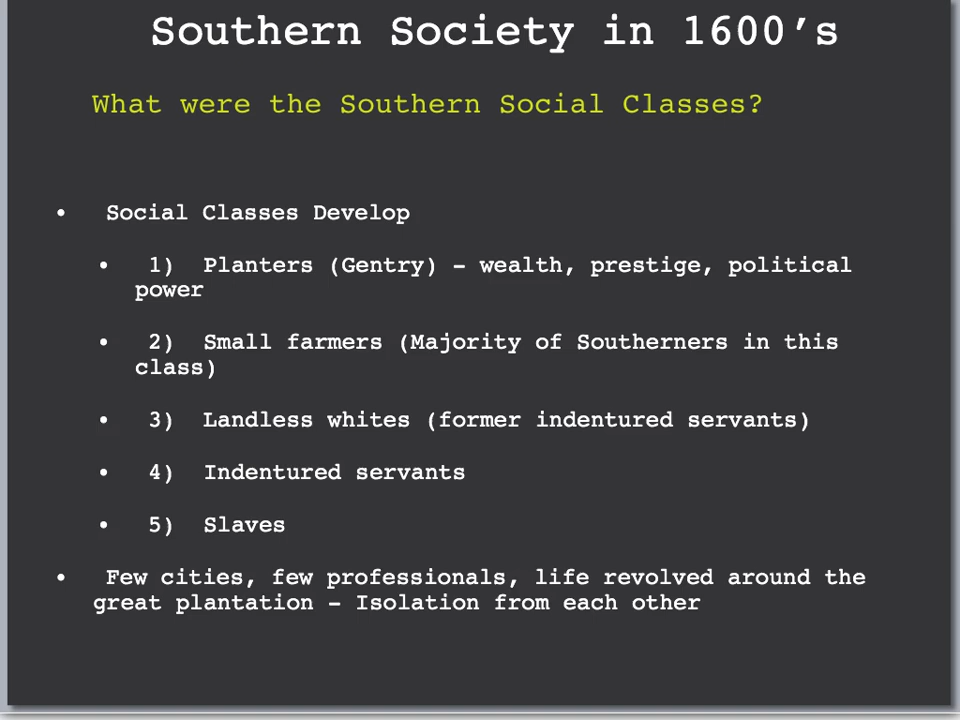 Southern Society in 1600's
What were the Southern Social Classes?
• Social Classes Develop
• 1) Planters (Gentry) – wealth, prestige, political
power
• 2) Small farmers (Majority of Southerners in this
class)
• 3) Landless whites (former indentured servants)
• 4) Indentured servants
• 5) Slaves
• Few cities, few professionals, life revolved around the
great plantation – Isolation from each other